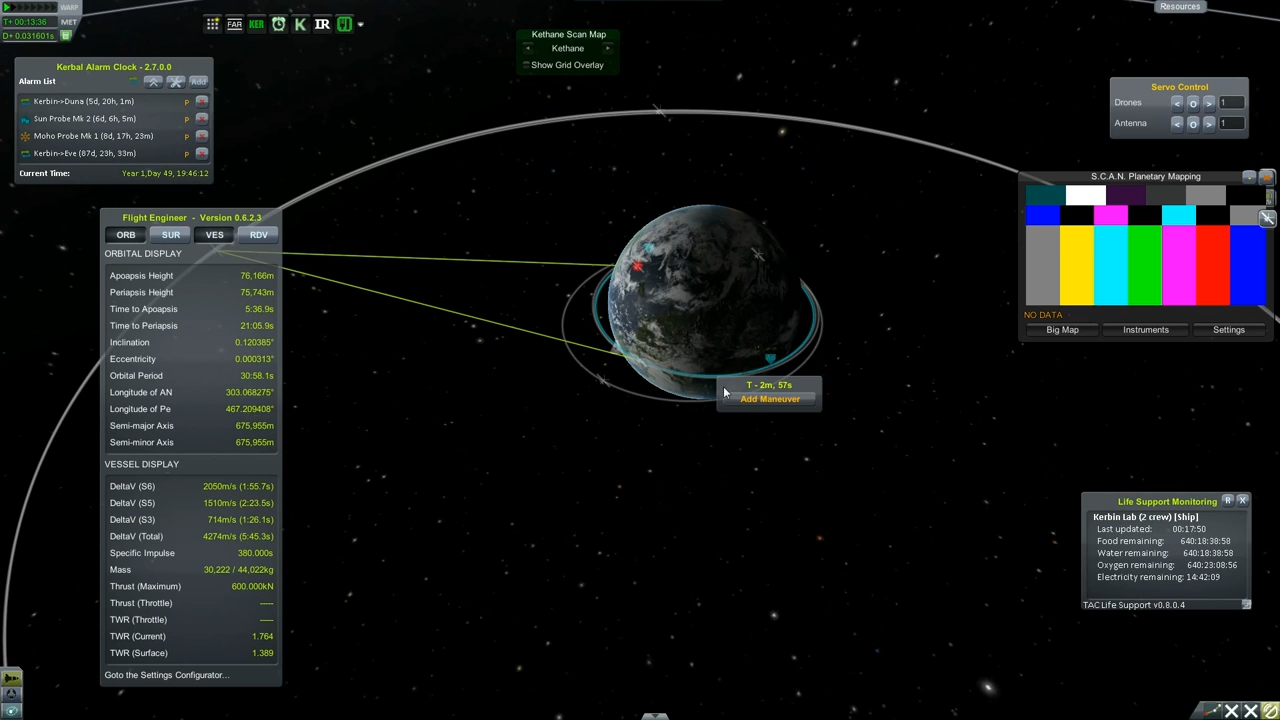 WARP
T+ 00:13:36 MET
D+ 0.031601s
FAR KER K IR
Resources
Kethane Scan Map
Kethane
Show Grid Overlay
Kerbal Alarm Clock - 2.7.0.0
Alarm List Add
Kerbin->Duna (5d, 20h, 1m) P
Sun Probe Mk 2 (6d, 6h, 5m) P
Moho Probe Mk 1 (8d, 17h, 23m) P
Kerbin->Eve (87d, 23h, 33m) P
Current Time: Year 1,Day 49, 19:46:12
Servo Control
Drones < O > 1
Antenna < O > 1
S.C.A.N. Planetary Mapping
NO DATA
Big Map Instruments Settings
Flight Engineer - Version 0.6.2.3
ORB SUR VES RDV
ORBITAL DISPLAY
Apoapsis Height 76,166m
Periapsis Height 75,743m
Time to Apoapsis 5:36.9s
Time to Periapsis 21:05.9s
Inclination 0.120385°
Eccentricity 0.000313°
Orbital Period 30:58.1s
Longitude of AN 303.068275°
Longitude of Pe 467.209408°
Semi-major Axis 675,955m
Semi-minor Axis 675,955m
VESSEL DISPLAY
DeltaV (S6) 2050m/s (1:55.7s)
DeltaV (S5) 1510m/s (2:23.5s)
DeltaV (S3) 714m/s (1:26.1s)
DeltaV (Total) 4274m/s (5:45.3s)
Specific Impulse 380.000s
Mass 30,222 / 44,022kg
Thrust (Maximum) 600.000kN
Thrust (Throttle) -----
TWR (Throttle) -----
TWR (Current) 1.764
TWR (Surface) 1.389
Goto the Settings Configurator...
T - 2m, 57s
Add Maneuver
Life Support Monitoring R X
Kerbin Lab (2 crew) [Ship]
Last updated: 00:17:50
Food remaining: 640:18:38:58
Water remaining: 640:18:38:58
Oxygen remaining: 640:23:08:56
Electricity remaining: 14:42:09
TAC Life Support v0.8.0.4